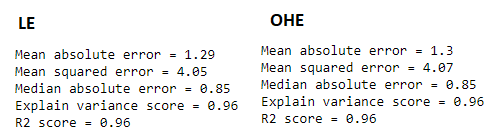 LE
Mean absolute error = 1.29
Mean squared error = 4.05
Median absolute error = 0.85
Explain variance score = 0.96
R2 score = 0.96
OHE
Mean absolute error = 1.3
Mean squared error = 4.07
Median absolute error = 0.85
Explain variance score = 0.96
R2 score = 0.96